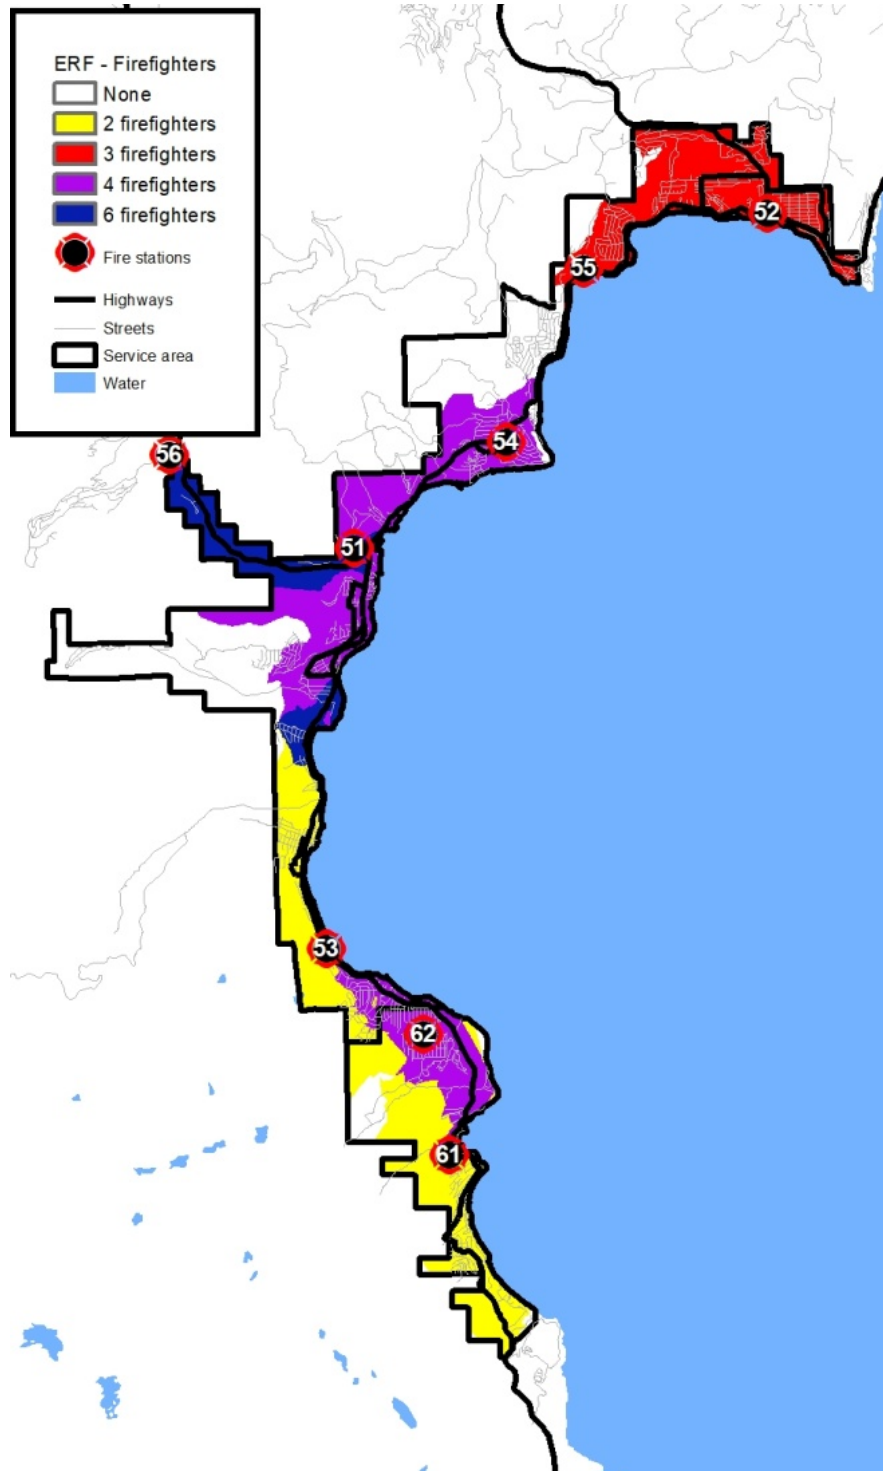 ERF - Firefighters
None
2 firefighters
3 firefighters
4 firefighters
6 firefighters
Fire stations
Highways
Streets
Service area
Water
52
55
54
56
51
53
62
61